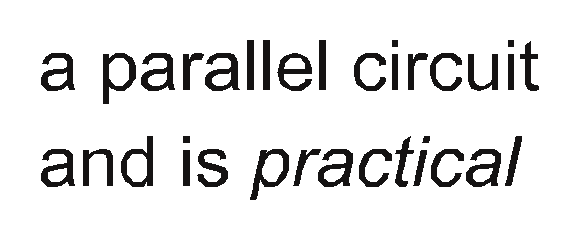 a parallel circuit
and is practical